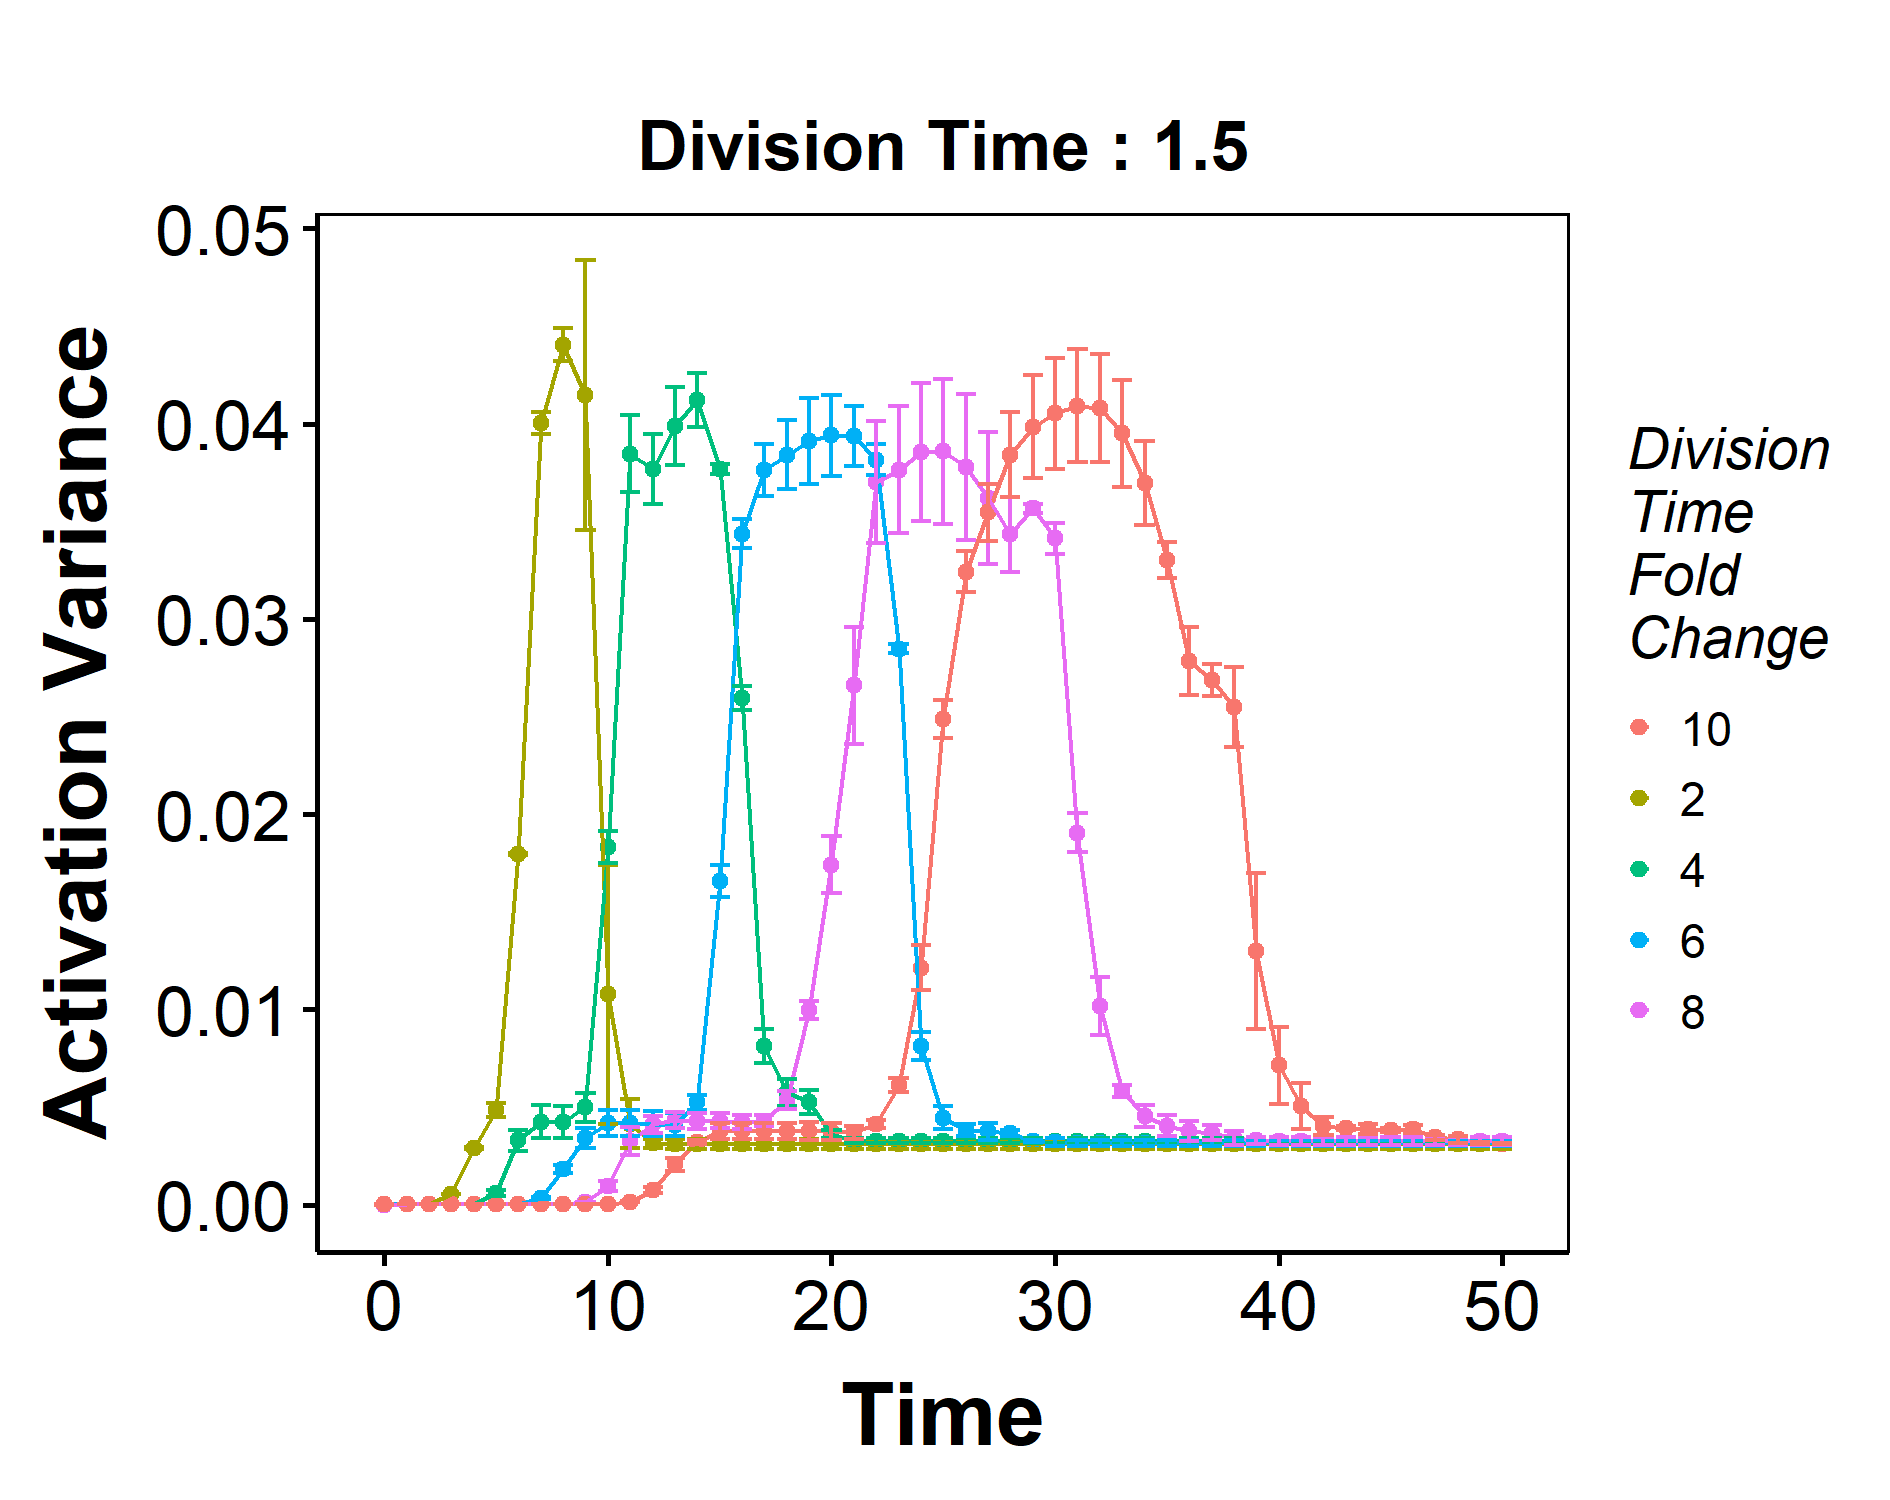 Division Time : 1.5
Activation Variance
0.05
0.04
0.03
0.02
0.01
0.00
0 10 20 30 40 50
Time
Division
Time
Fold
Change
10
2
4
6
8